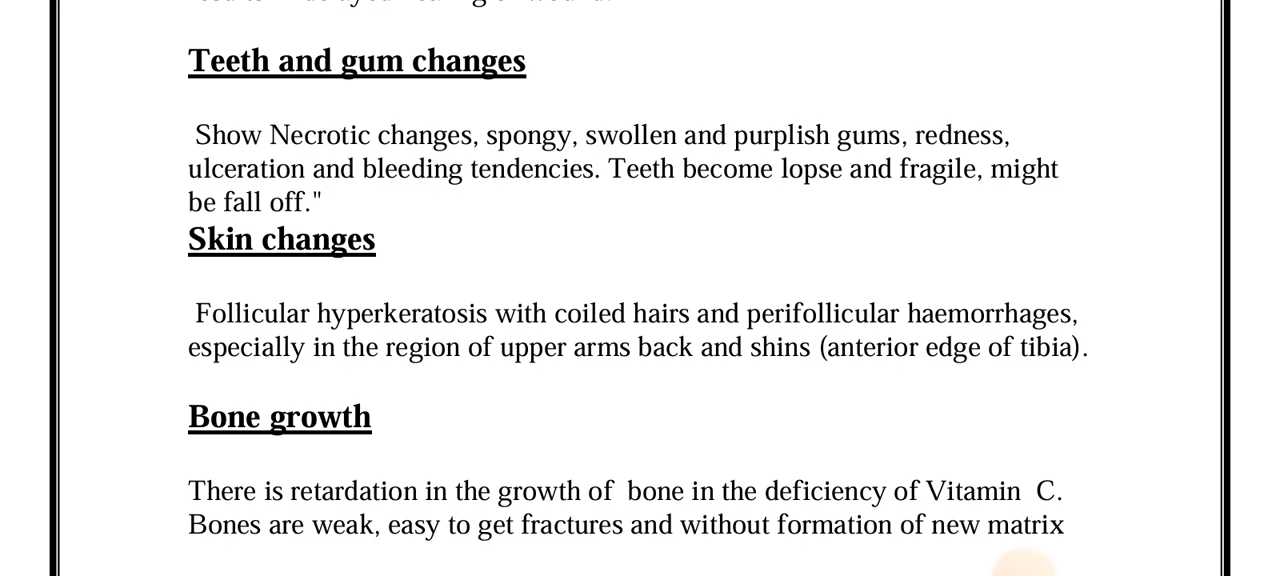 Teeth and gum changes
Show Necrotic changes, spongy, swollen and purplish gums, redness,
ulceration and bleeding tendencies. Teeth become lopse and fragile, might
be fall off."
Skin changes
Follicular hyperkeratosis with coiled hairs and perifollicular haemorrhages,
especially in the region of upper arms back and shins (anterior edge of tibia).
Bone growth
There is retardation in the growth of bone in the deficiency of Vitamin C.
Bones are weak, easy to get fractures and without formation of new matrix